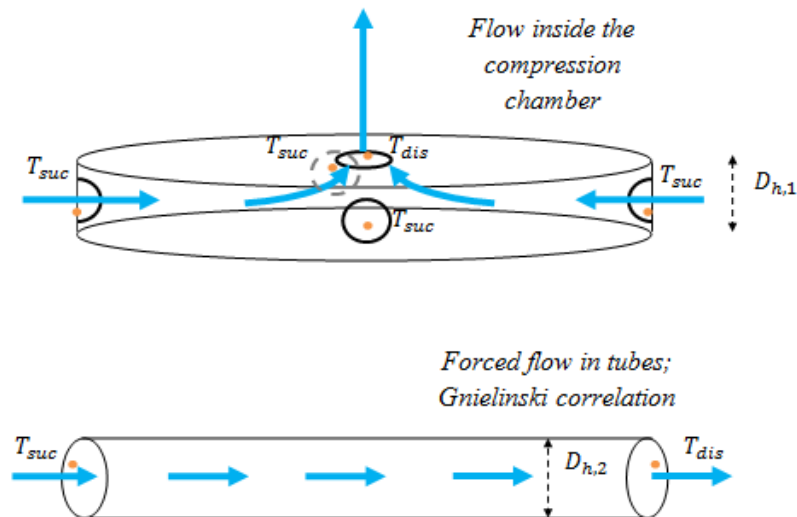 Flow inside the
compression
chamber
T_suc
T_dis
T_suc
T_suc
D_h,1
T_suc
Forced flow in tubes;
Gnielinski correlation
T_suc
T_dis
D_h,2